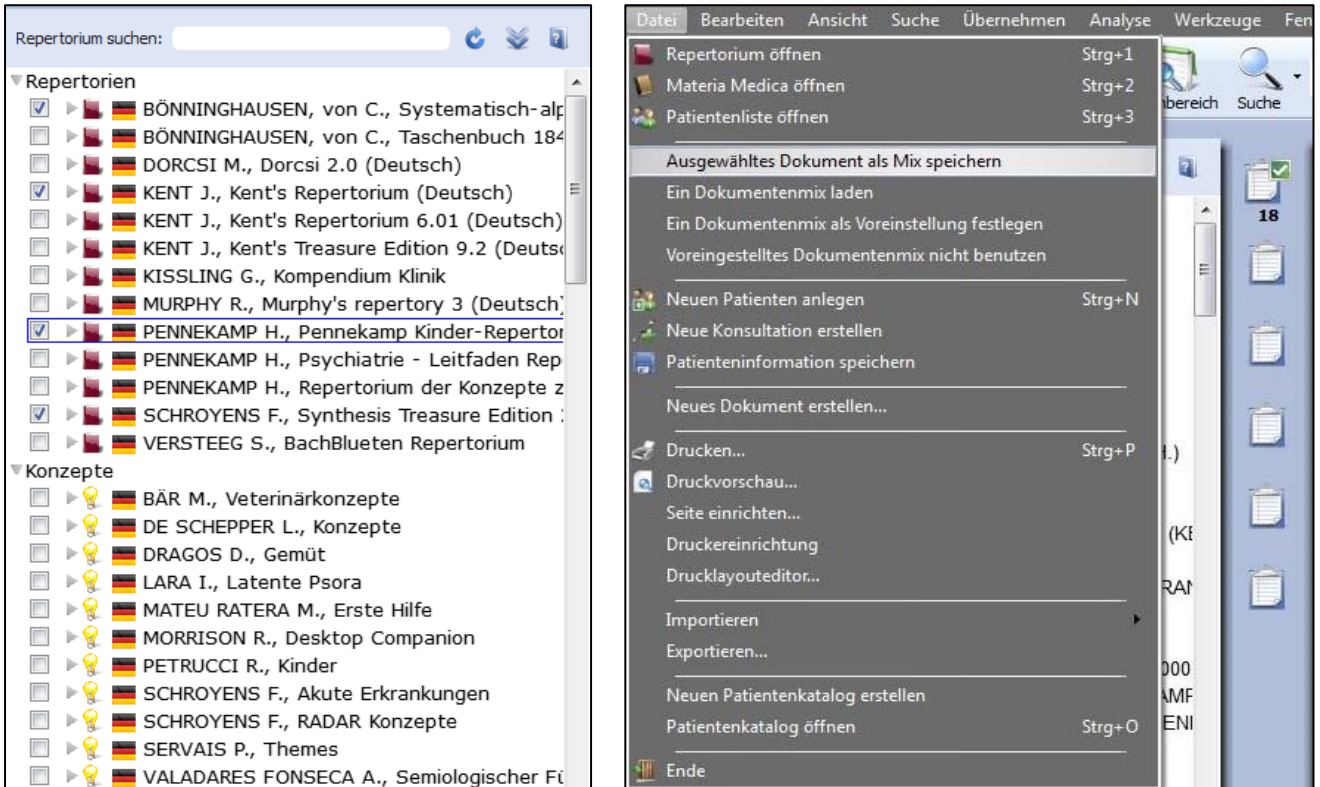 Repertorium suchen:
Repertorien
BÖNNINGHAUSEN, von C., Systematisch-alp
BÖNNINGHAUSEN, von C., Taschenbuch 184
DORCSI M., Dorcsi 2.0 (Deutsch)
KENT J., Kent's Repertorium (Deutsch)
KENT J., Kent's Repertorium 6.01 (Deutsch)
KENT J., Kent's Treasure Edition 9.2 (Deuts
KISSLING G., Kompendium Klinik
MURPHY R., Murphy's repertory 3 (Deutsch)
PENNEKAMP H., Pennekamp Kinder-Repertor
PENNEKAMP H., Psychiatrie - Leitfaden Rep
PENNEKAMP H., Repertorium der Konzepte z
SCHROYENS F., Synthesis Treasure Edition
VERSTEEG S., BachBlueten Repertorium
Konzepte
BÄR M., Veterinärkonzepte
DE SCHEPPER L., Konzepte
DRAGOS D., Gemüt
LARA I., Latente Psora
MATEU RATERA M., Erste Hilfe
MORRISON R., Desktop Companion
PETRUCCI R., Kinder
SCHROYENS F., Akute Erkrankungen
SCHROYENS F., RADAR Konzepte
SERVAIS P., Themes
VALADARES FONSECA A., Semiologischer Fü
Datei Bearbeiten Ansicht Suche Übernehmen Analyse Werkzeuge Fen
Repertorium öffnen Strg+1
Materia Medica öffnen Strg+2
Patientenliste öffnen Strg+3
Ausgewähltes Dokument als Mix speichern
Ein Dokumentenmix laden
Ein Dokumentenmix als Voreinstellung festlegen
Voreingestelltes Dokumentenmix nicht benutzen
Neuen Patienten anlegen Strg+N
Neue Konsultation erstellen
Patienteninformation speichern
Neues Dokument erstellen...
Drucken... Strg+P
Druckvorschau...
Seite einrichten...
Druckereinrichtung
Drucklayouteditor...
Importieren
Exportieren...
Neuen Patientenkatalog erstellen
Patientenkatalog öffnen Strg+O
Ende
bereich Suche
18